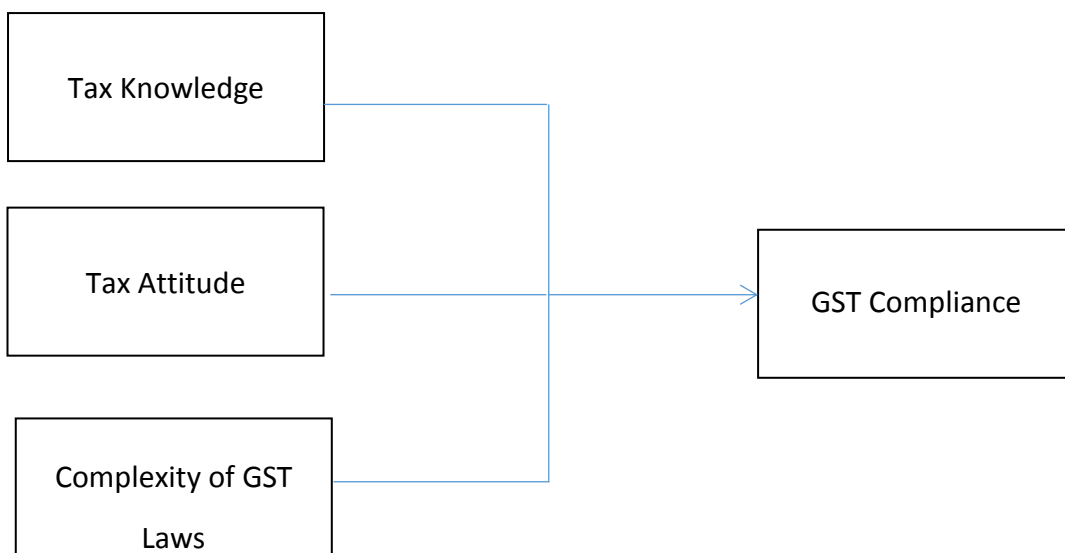 Tax Knowledge
Tax Attitude
GST Compliance
Complexity of GST
Laws